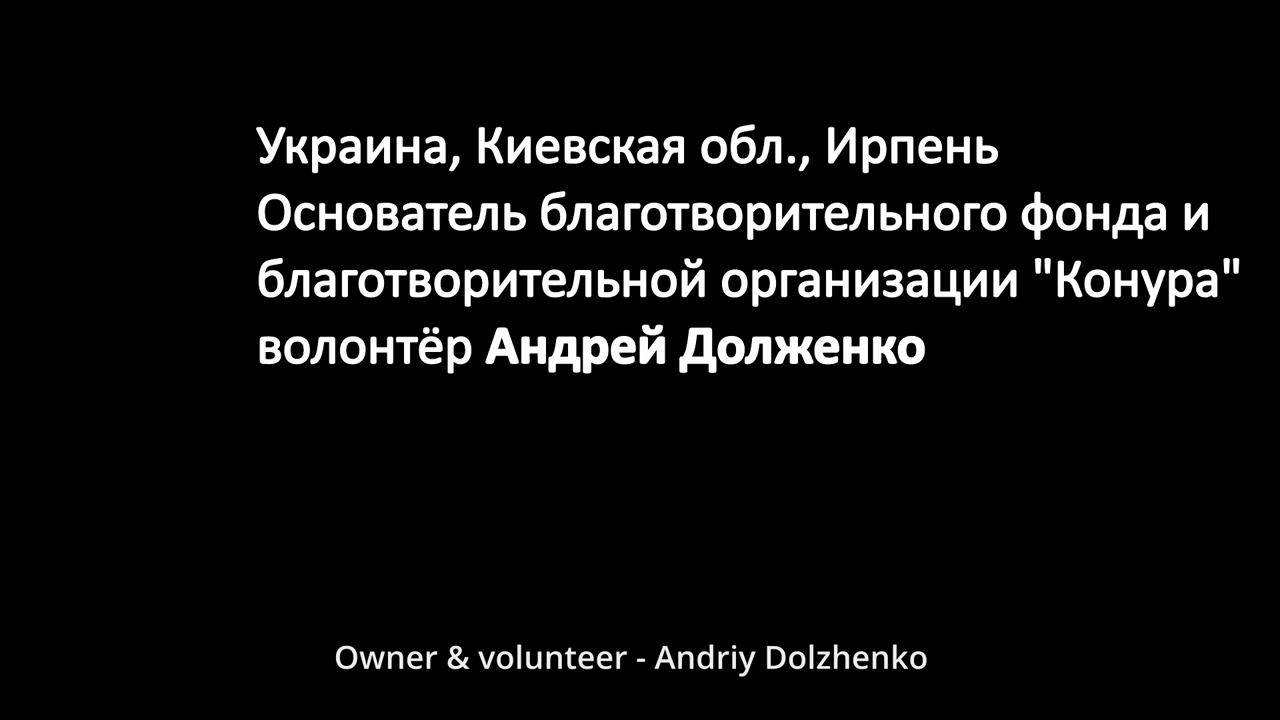 Украина, Киевская обл., Ирпень
Основатель благотворительного фонда и
благотворительной организации "Конура"
волонтёр Андрей Долженко
Owner & volunteer - Andriy Dolzhenko